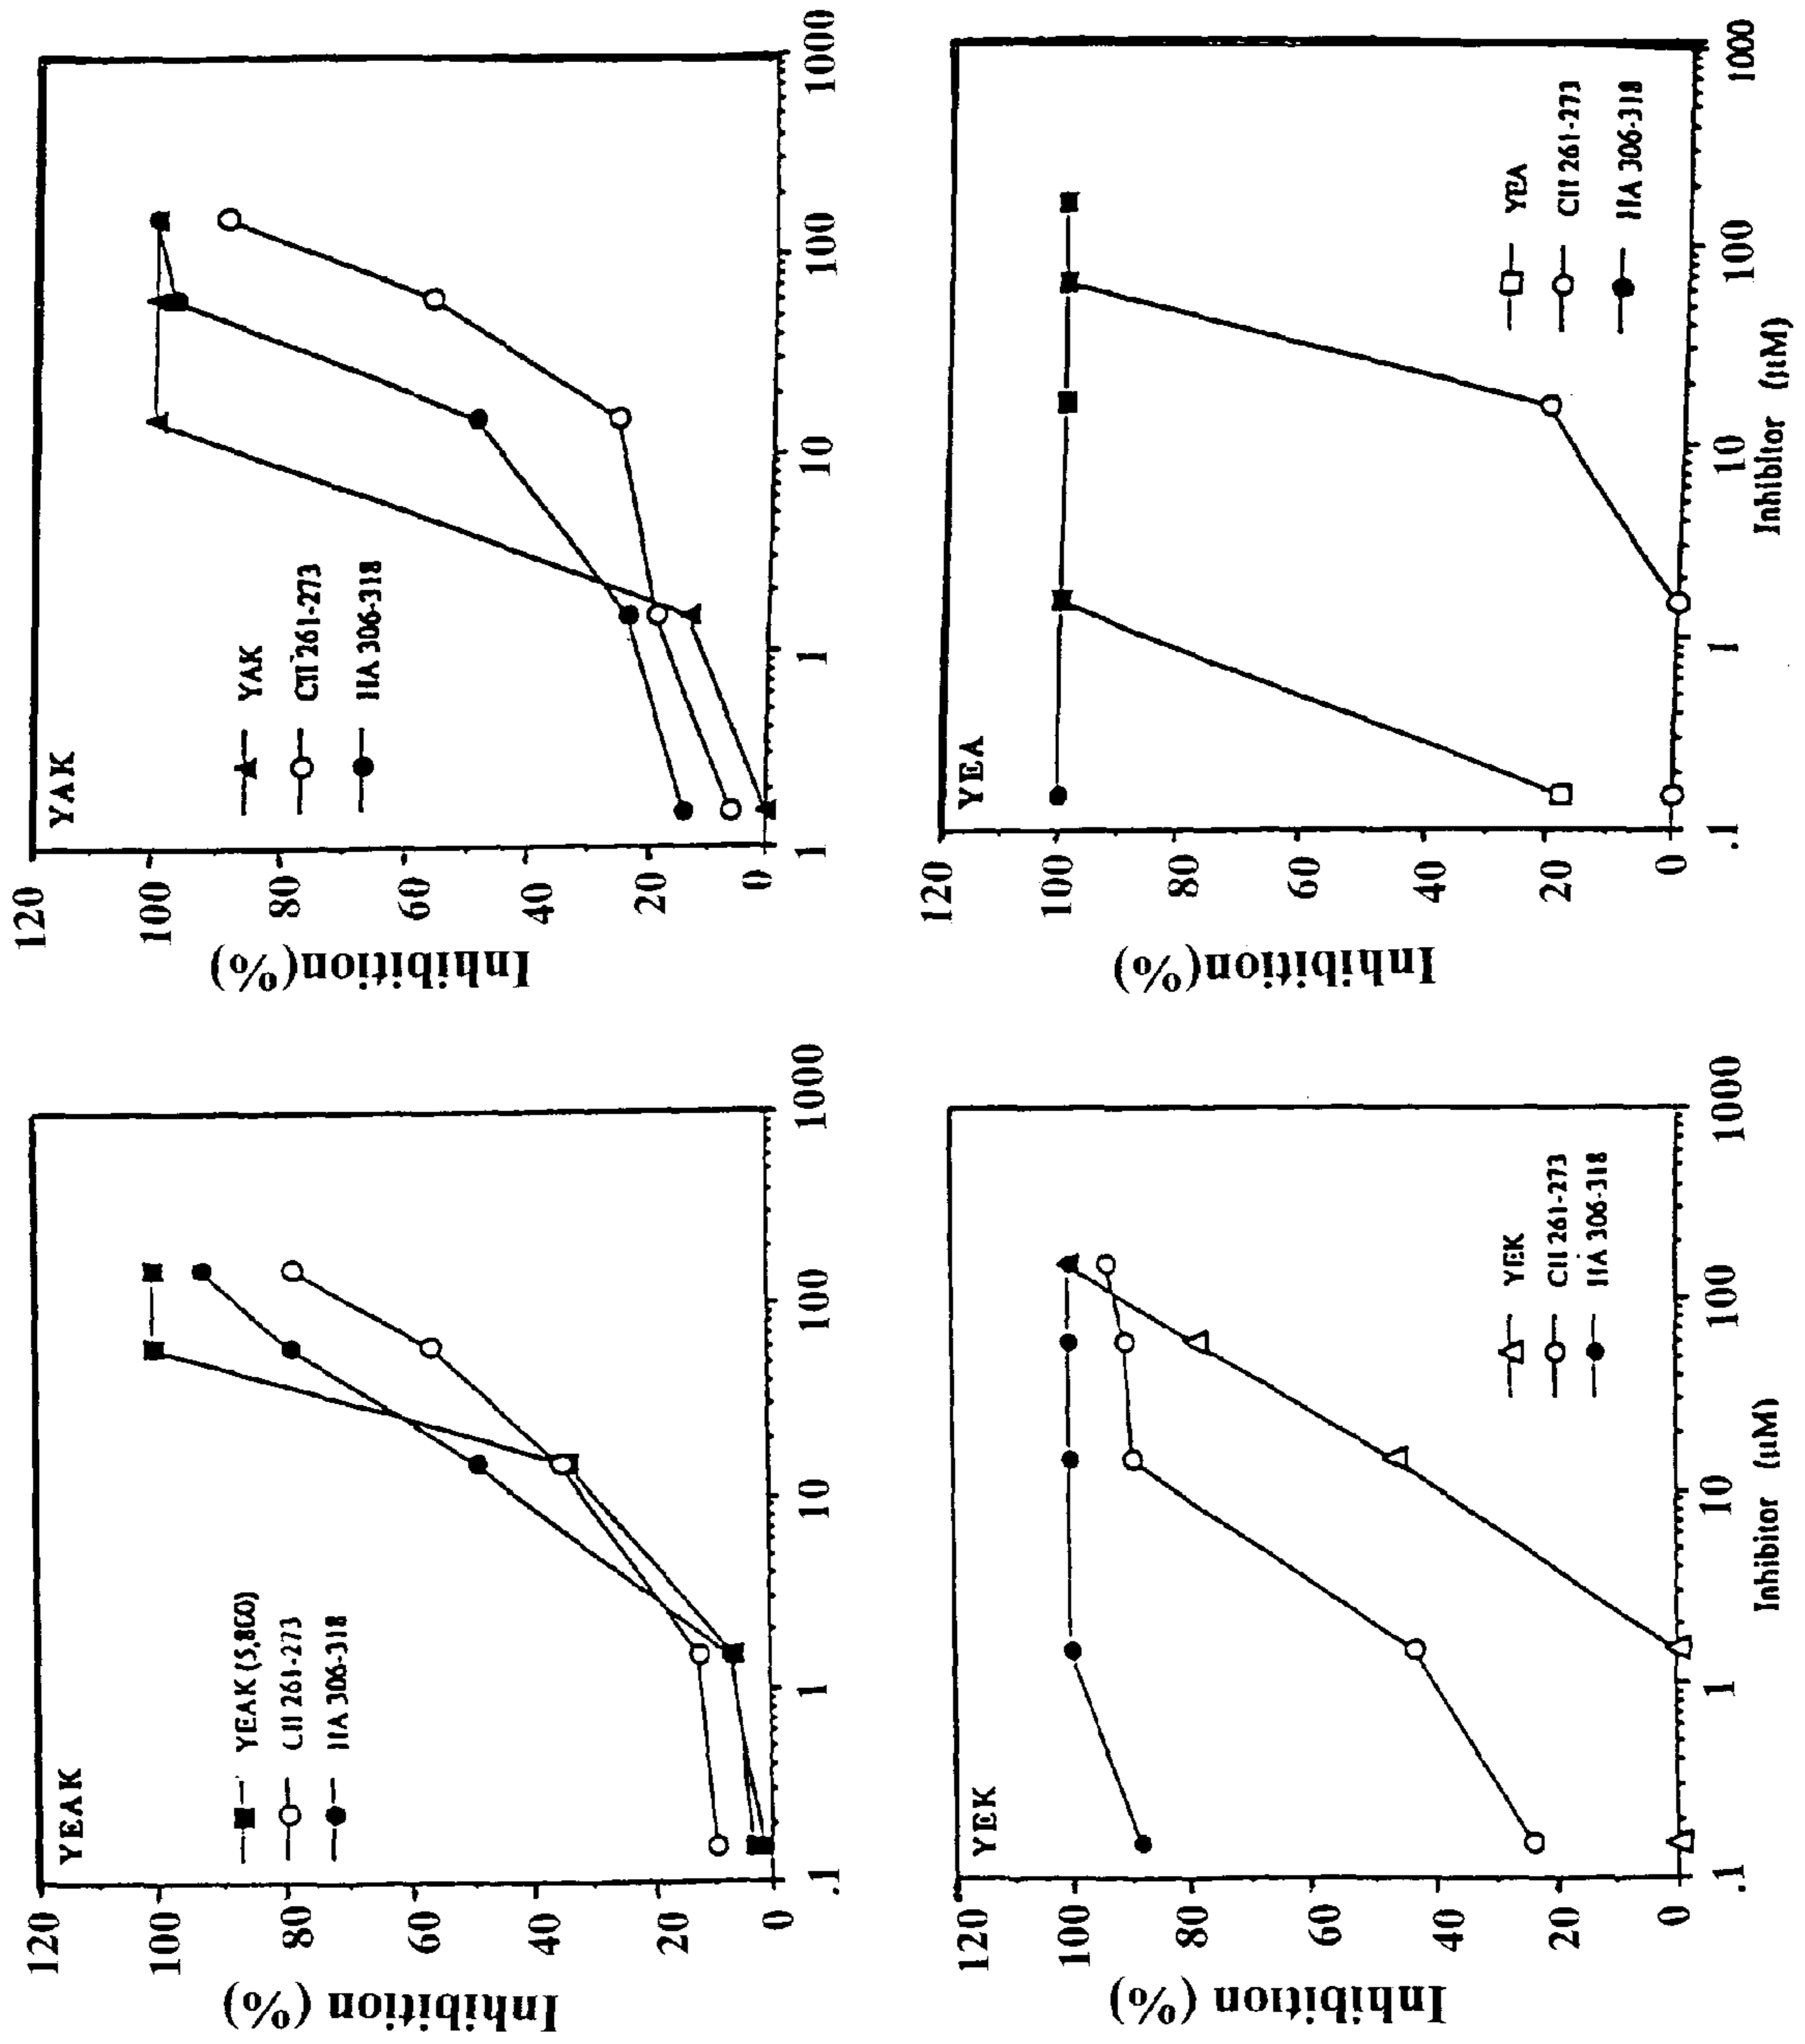 YEAK
YEAK (5,800)
CII 261-273
HA 306-318
Inhibition (%)
120
100
80
60
40
20
0
.1
1
10
100
1000
YAK
YAK
CII 261-273
HA 306-318
Inhibition(%)
120
100
80
60
40
20
0
1
1
10
100
1000
YEK
YEK
CII 261-273
HA 306-318
Inhibition (%)
120
100
80
60
40
20
0
.1
1
10
100
1000
Inhibitor (µM)
YEA
YEA
CII 261-273
HA 306-318
Inhibition(%)
120
100
80
60
40
20
0
.1
1
10
100
1000
Inhibitor (µM)